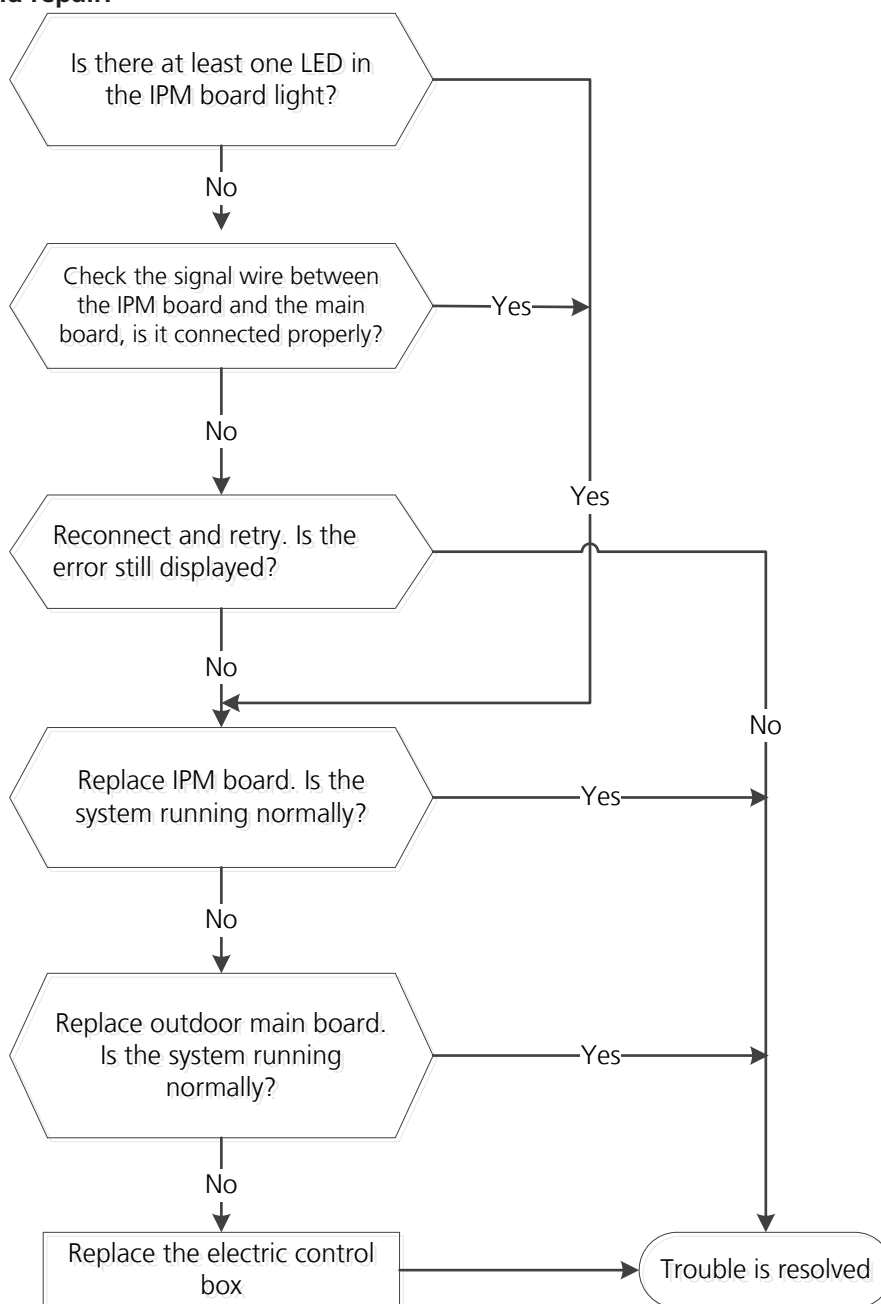 Is there at least one LED in
the IPM board light?
No
Check the signal wire between
the IPM board and the main
board, is it connected properly?
Yes
No
Yes
Reconnect and retry. Is the
error still displayed?
No
No
Replace IPM board. Is the
system running normally?
Yes
No
Replace outdoor main board.
Is the system running
normally?
Yes
No
Replace the electric control
box
Trouble is resolved